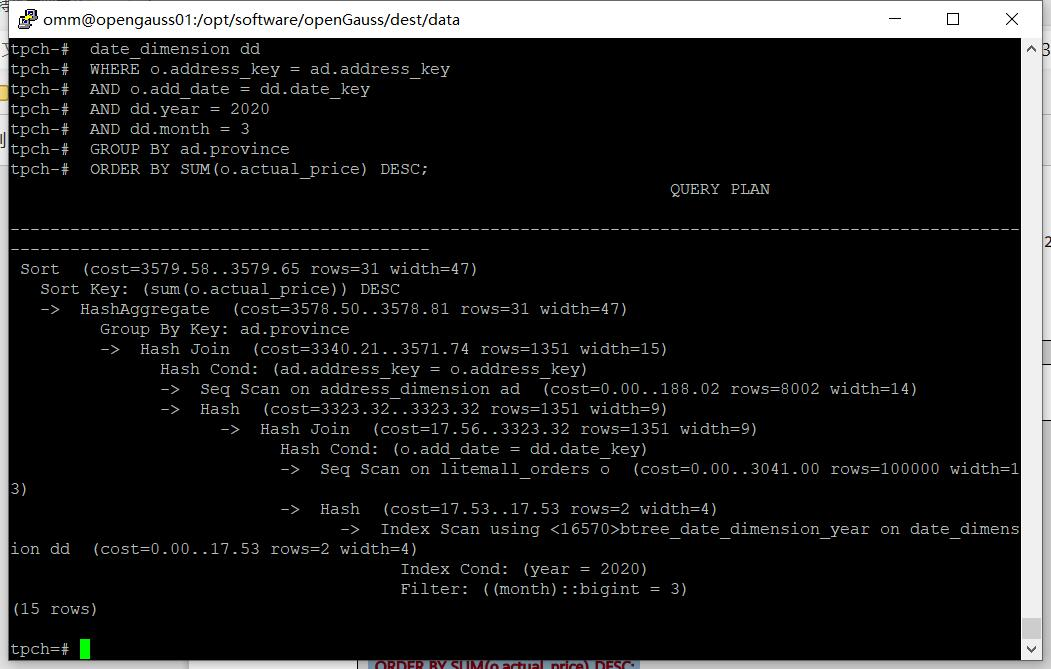 omm@opengauss01:/opt/software/openGauss/dest/data
tpch-#  date_dimension dd
tpch-#  WHERE o.address_key = ad.address_key
tpch-#  AND o.add_date = dd.date_key
tpch-#  AND dd.year = 2020
tpch-#  AND dd.month = 3
tpch-#  GROUP BY ad.province
tpch-#  ORDER BY SUM(o.actual_price) DESC;
QUERY PLAN
-----------------------------------------------------------------------------------------------------
------------------------------------------
 Sort  (cost=3579.58..3579.65 rows=31 width=47)
   Sort Key: (sum(o.actual_price)) DESC
   ->  HashAggregate  (cost=3578.50..3578.81 rows=31 width=47)
         Group By Key: ad.province
         ->  Hash Join  (cost=3340.21..3571.74 rows=1351 width=15)
               Hash Cond: (ad.address_key = o.address_key)
               ->  Seq Scan on address_dimension ad  (cost=0.00..188.02 rows=8002 width=14)
               ->  Hash  (cost=3323.32..3323.32 rows=1351 width=9)
                     ->  Hash Join  (cost=17.56..3323.32 rows=1351 width=9)
                           Hash Cond: (o.add_date = dd.date_key)
                           ->  Seq Scan on litemall_orders o  (cost=0.00..3041.00 rows=100000 width=1
3)
                           ->  Hash  (cost=17.53..17.53 rows=2 width=4)
                                 ->  Index Scan using <16570>btree_date_dimension_year on date_dimens
ion dd  (cost=0.00..17.53 rows=2 width=4)
                                       Index Cond: (year = 2020)
                                       Filter: ((month)::bigint = 3)
(15 rows)
tpch=#
ORDER BY SUM(o.actual_price) DESC;